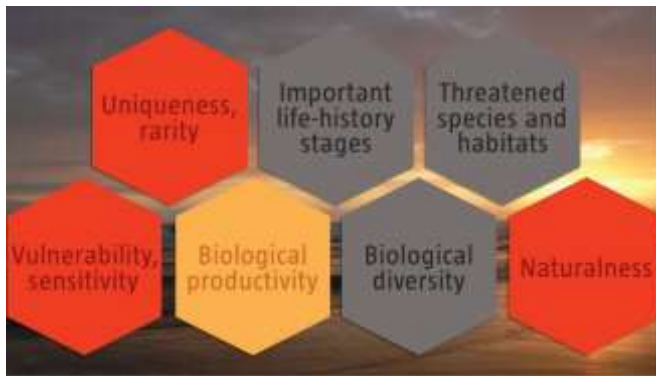 Uniqueness,
rarity
Important
life-history
stages
Threatened
species and
habitats
Vulnerability,
sensitivity
Biological
productivity
Biological
diversity
Naturalness